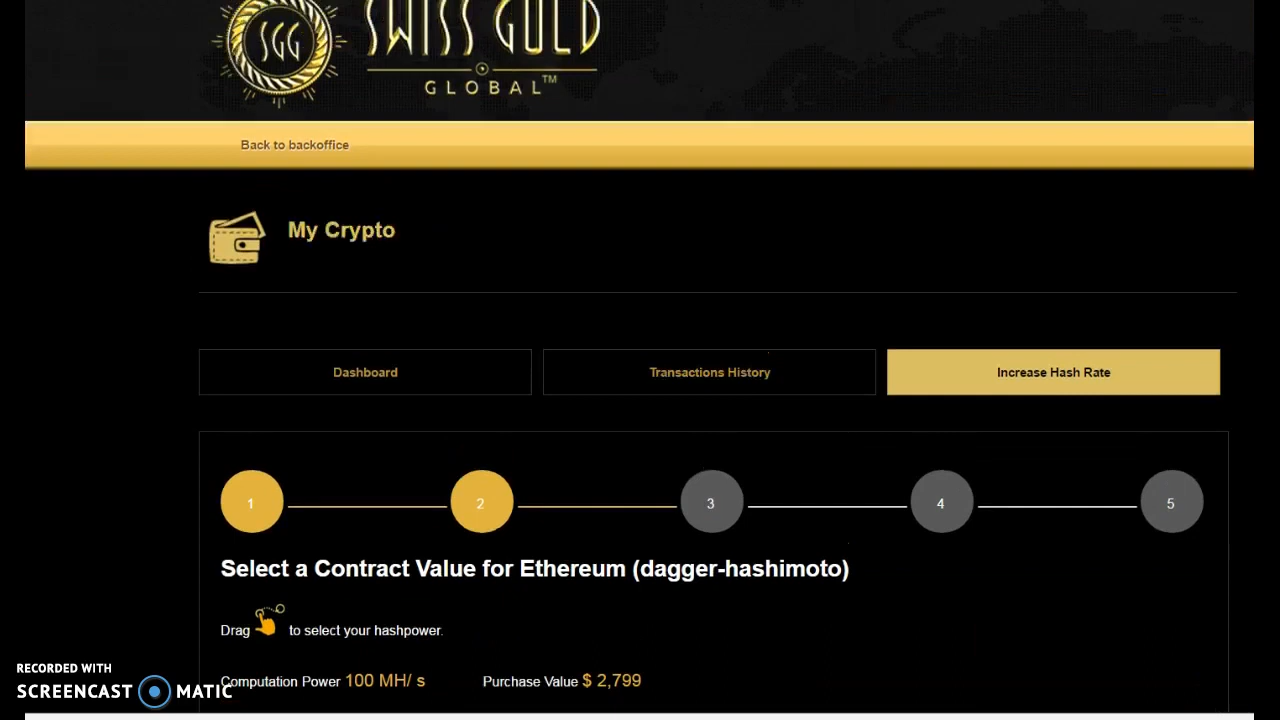 SGG
SWISS GOLD
GLOBAL™
Back to backoffice
My Crypto
Dashboard
Transactions History
Increase Hash Rate
1
2
3
4
5
Select a Contract Value for Ethereum (dagger-hashimoto)
Drag to select your hashpower.
Computation Power 100 MH/ s
Purchase Value $ 2,799
RECORDED WITH
SCREENCAST MATIC